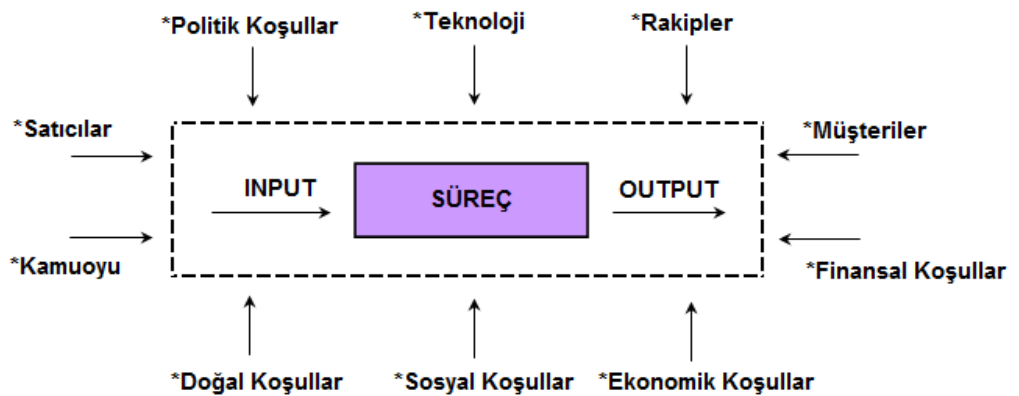 *Politik Koşullar
*Teknoloji
*Rakipler
*Satıcılar
*Müşteriler
INPUT
SÜREÇ
OUTPUT
*Kamuoyu
*Finansal Koşullar
*Doğal Koşullar
*Sosyal Koşullar
*Ekonomik Koşullar